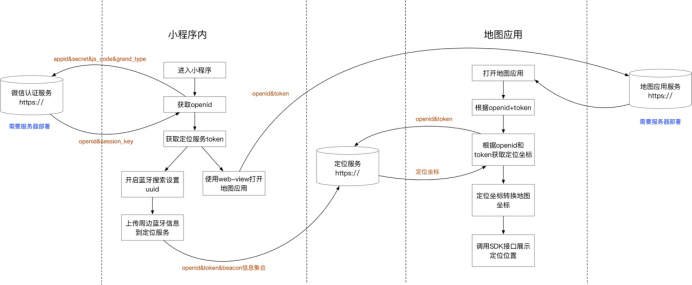 小程序内
地图应用
appid&secret&js_code&grand_type
进入小程序
打开地图应用
微信认证服务
https://
地图应用服务
https://
openid&token
获取openid
根据openid+token
需要服务器部署
需要服务器部署
openid&token
openid&session_key
获取定位服务token
根据openid和
token获取定位坐标
定位服务
https://
定位坐标
开启蓝牙搜索设置
uuid
使用web-view打开
地图应用
定位坐标转换地图
坐标
上传周边蓝牙信息
到定位服务
调用SDK接口展示
定位位置
openid&token&beacon信息集合